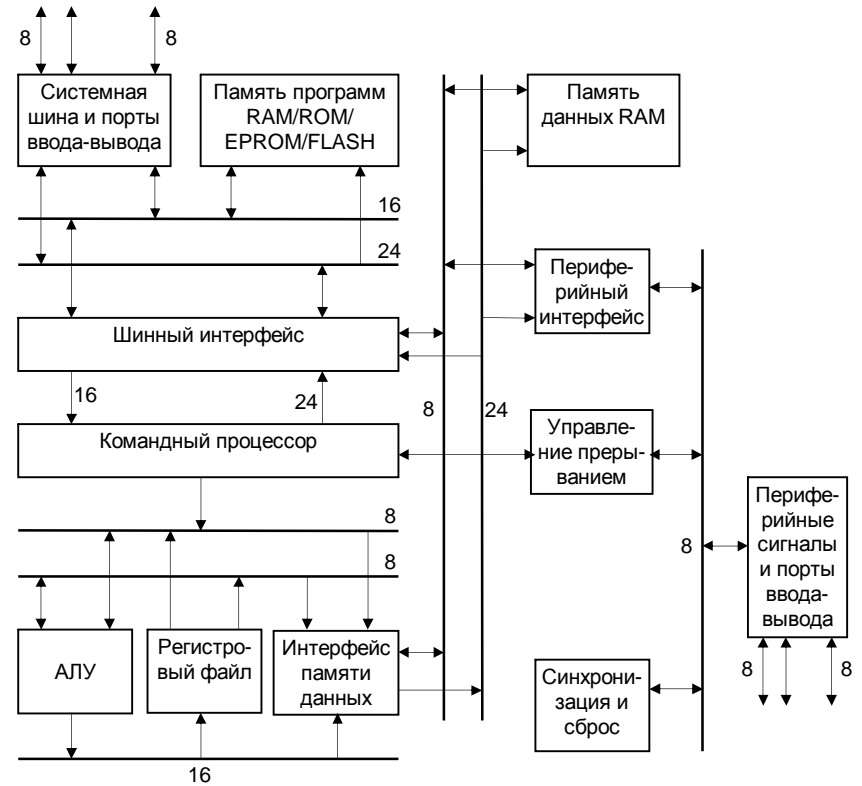 8
8
Системная
шина и порты
ввода-вывода
Память программ
RAM/ROM/
EPROM/FLASH
Память
данных RAM
16
24
Перифе-
рийный
интерфейс
Шинный интерфейс
16
24
8
24
Командный процессор
Управле-
ние преры-
ванием
8
8
8
Перифе-
рийные
сигналы
и порты
ввода-
вывода
АЛУ
Регистро-
вый файл
Интерфейс
памяти
данных
Синхрони-
зация и
сброс
8
8
16